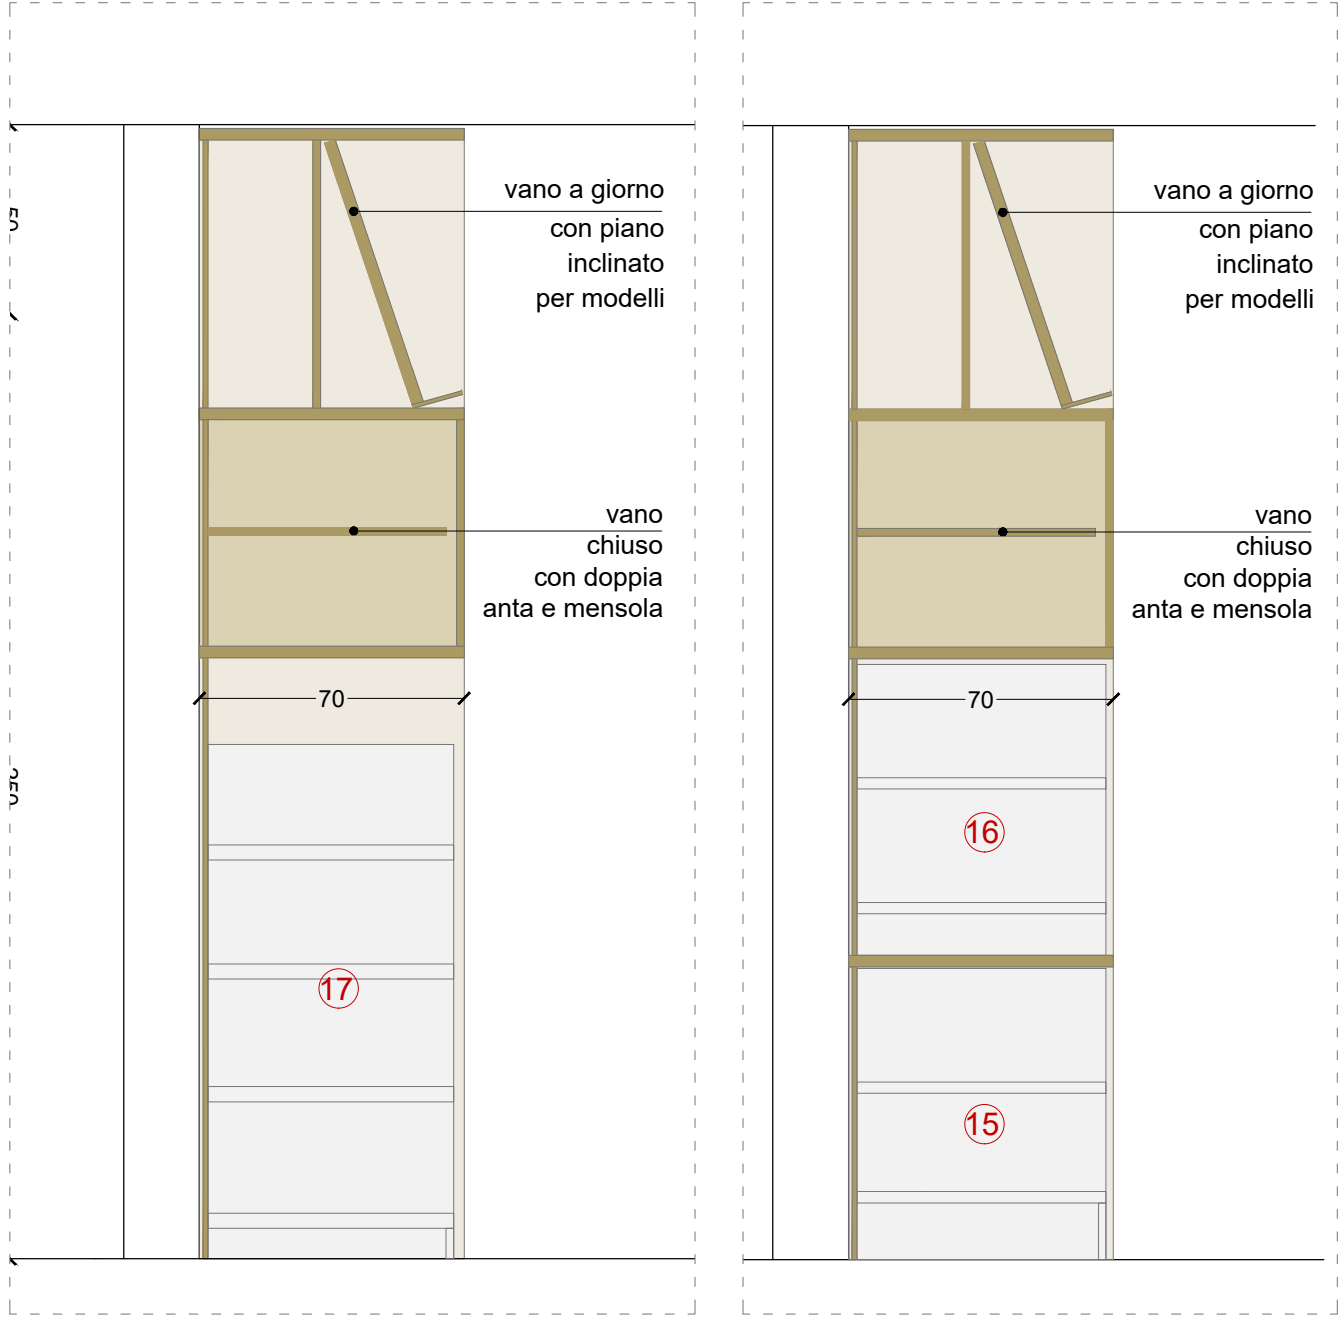 vano a giorno
con piano
inclinato
per modelli
vano
chiuso
con doppia
anta e mensola
70
17
vano a giorno
con piano
inclinato
per modelli
vano
chiuso
con doppia
anta e mensola
70
16
15